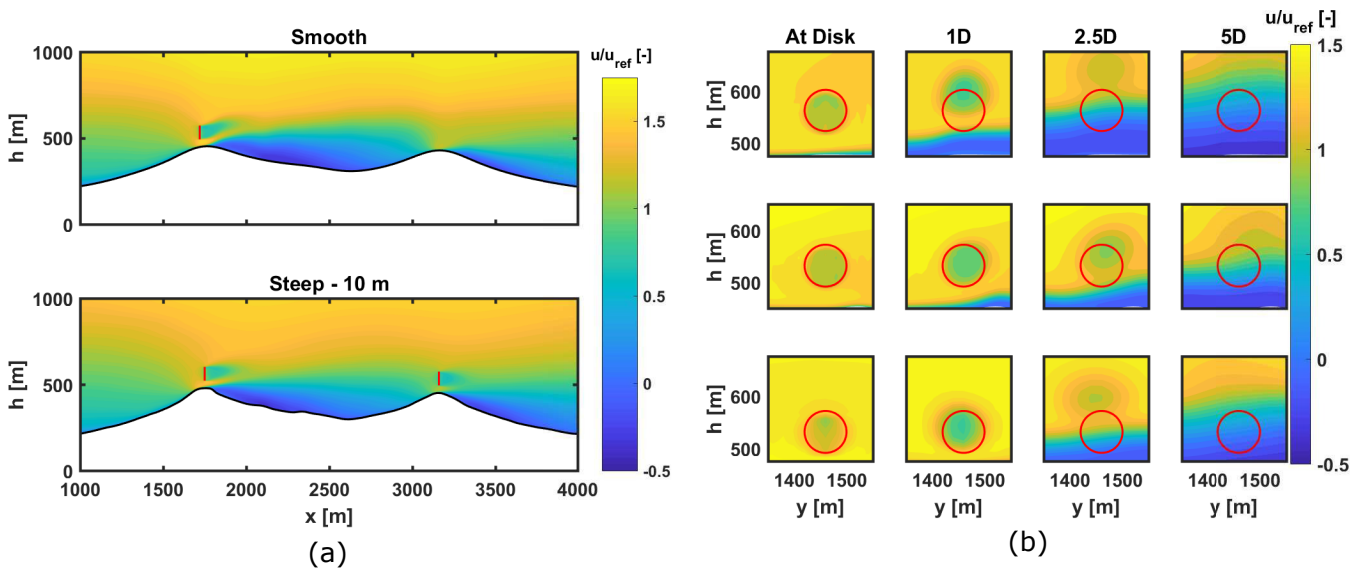 Smooth
u/u_ref [-]
1000
500
0
h [m]
1.5
1
0.5
0
-0.5
Steep - 10 m
1000
500
0
h [m]
1000 1500 2000 2500 3000 3500 4000
x [m]
(a)
At Disk 1D 2.5D 5D
u/u_ref [-]
600
500
h [m]
600
500
h [m]
600
500
h [m]
1400 1500 1400 1500 1400 1500 1400 1500
y [m] y [m] y [m] y [m]
1.5
1
0.5
0
-0.5
(b)